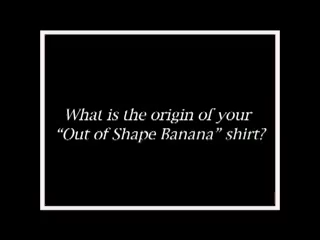 What is the origin of your
“Out of Shape Banana” shirt?